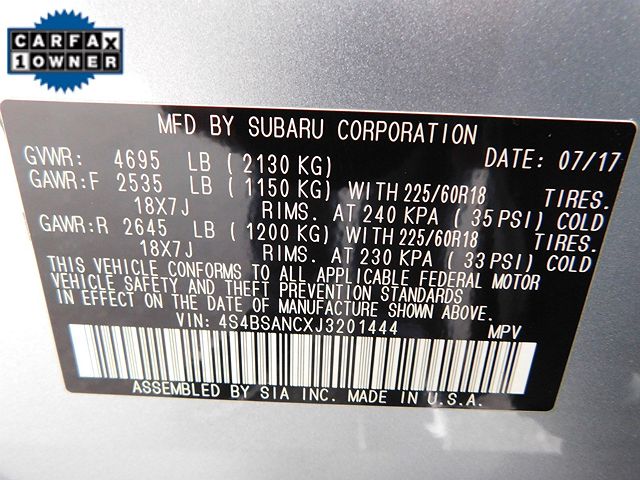 CARFAX
1 OWNER
MFD BY SUBARU CORPORATION
GVWR: 4695 LB ( 2130 KG) DATE: 07/17
GAWR:F 2535 LB ( 1150 KG) WITH 225/60R18 TIRES.
18X7J RIMS. AT 240 KPA ( 35 PSI) COLD
GAWR:R 2645 LB ( 1200 KG) WITH 225/60R18 TIRES.
18X7J RIMS. AT 230 KPA ( 33 PSI) COLD
THIS VEHICLE CONFORMS TO ALL APPLICABLE FEDERAL MOTOR
VEHICLE SAFETY AND THEFT PREVENTION STANDARDS
IN EFFECT ON THE DATE OF MANUFACTURE SHOWN ABOVE.
VIN: 4S4BSANCXJ3201444 MPV
ASSEMBLED BY SIA INC. MADE IN U.S.A.